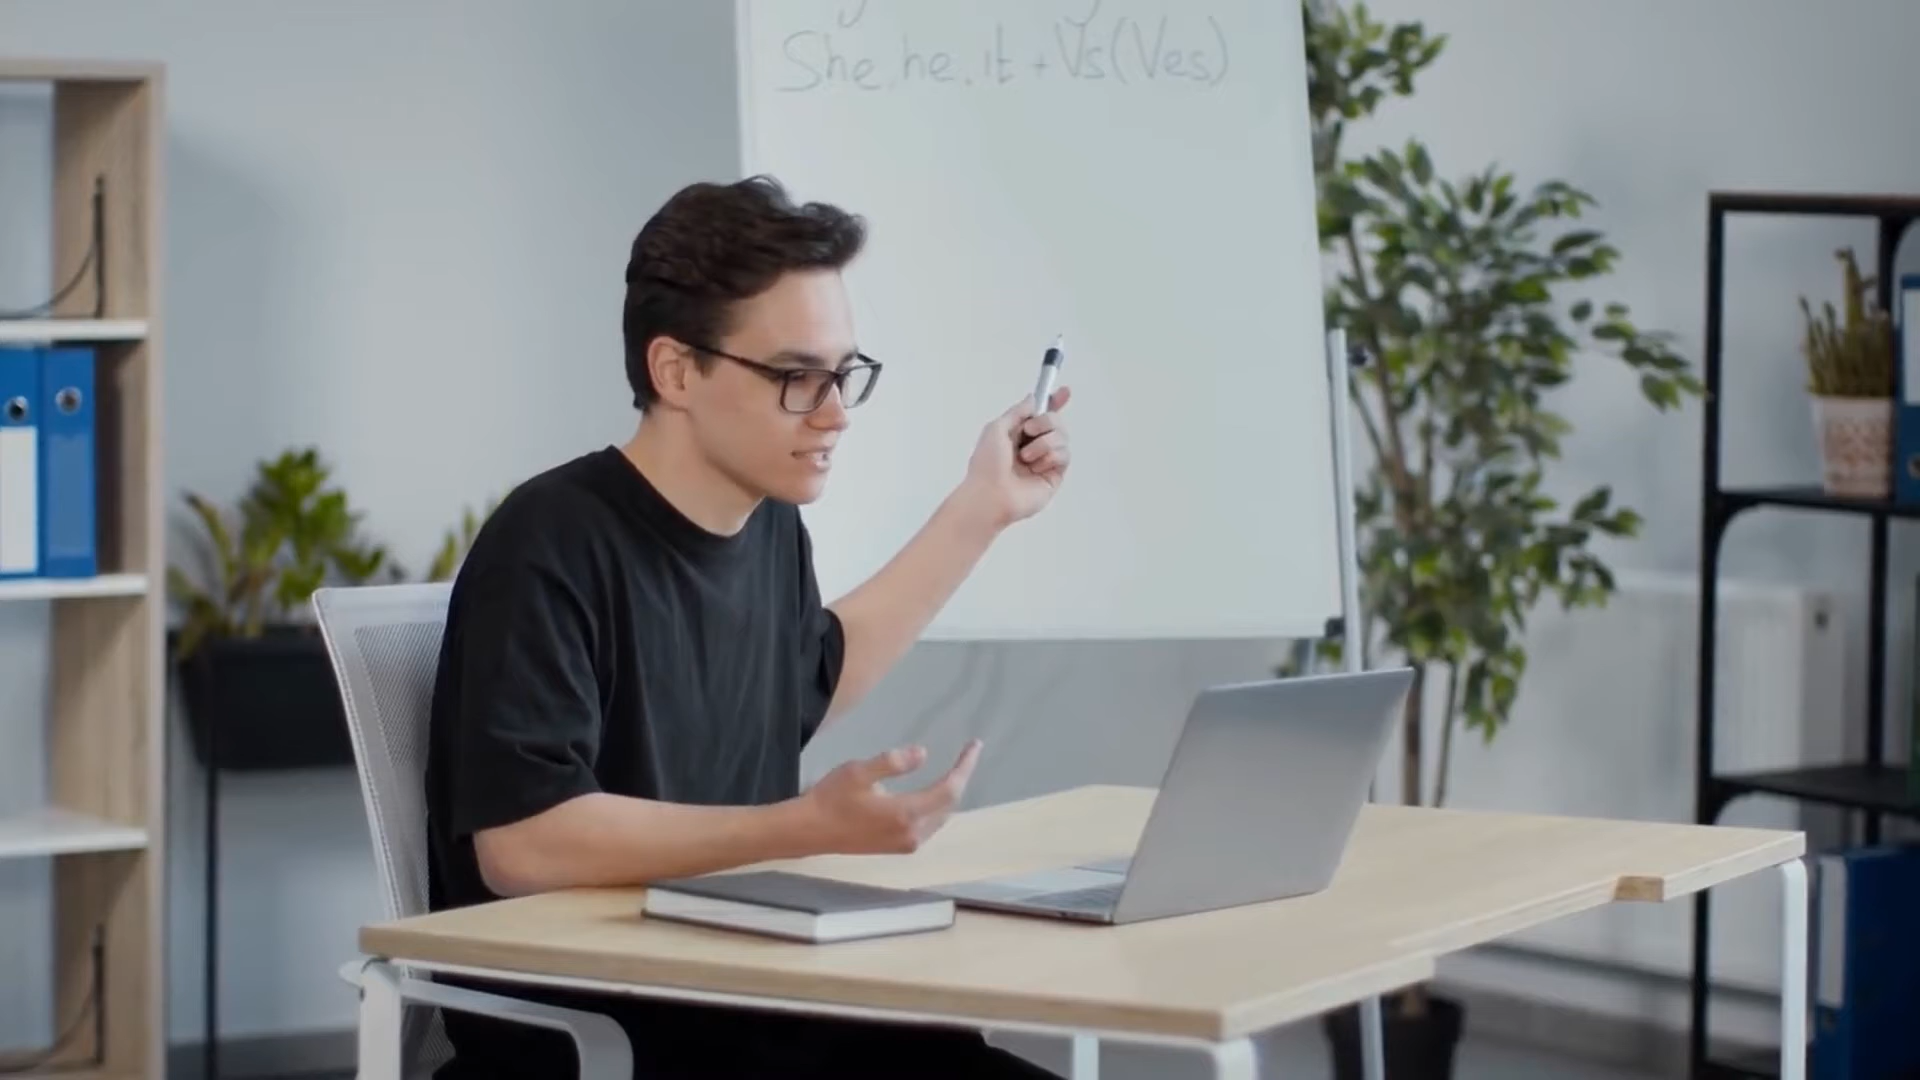 She, he, it + Vs(Ves)